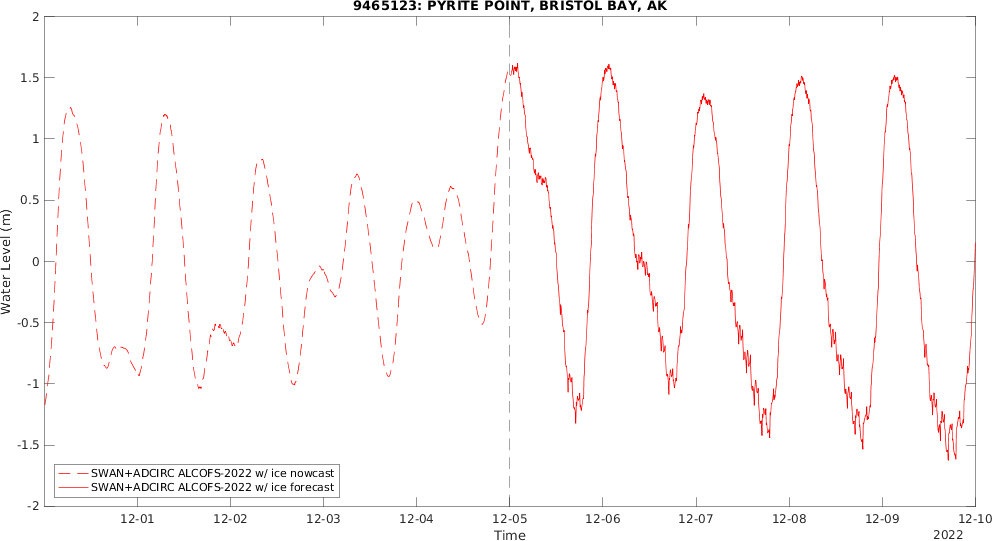 9465123: PYRITE POINT, BRISTOL BAY, AK
2
1.5
1
0.5
0
-0.5
-1
-1.5
-2
Water Level (m)
SWAN+ADCIRC ALCOFS-2022 w/ ice nowcast
SWAN+ADCIRC ALCOFS-2022 w/ ice forecast
12-01 12-02 12-03 12-04 12-05 12-06 12-07 12-08 12-09 12-10
Time
2022